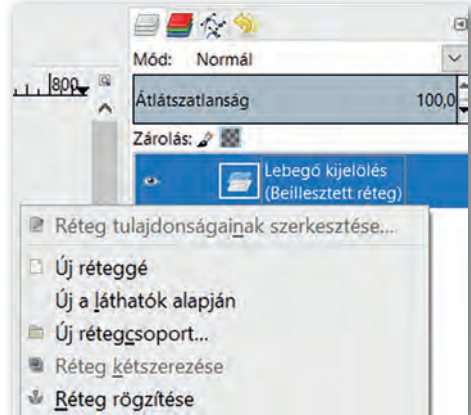 Mód: Normál
800
Átlátszatlanság 100,0
Zárolás:
Lebegő kijelölés
(Beillesztett réteg)
Réteg tulajdonságainak szerkesztése...
Új réteggé
Új a láthatók alapján
Új rétegcsoport...
Réteg kétszerezése
Réteg rögzítése